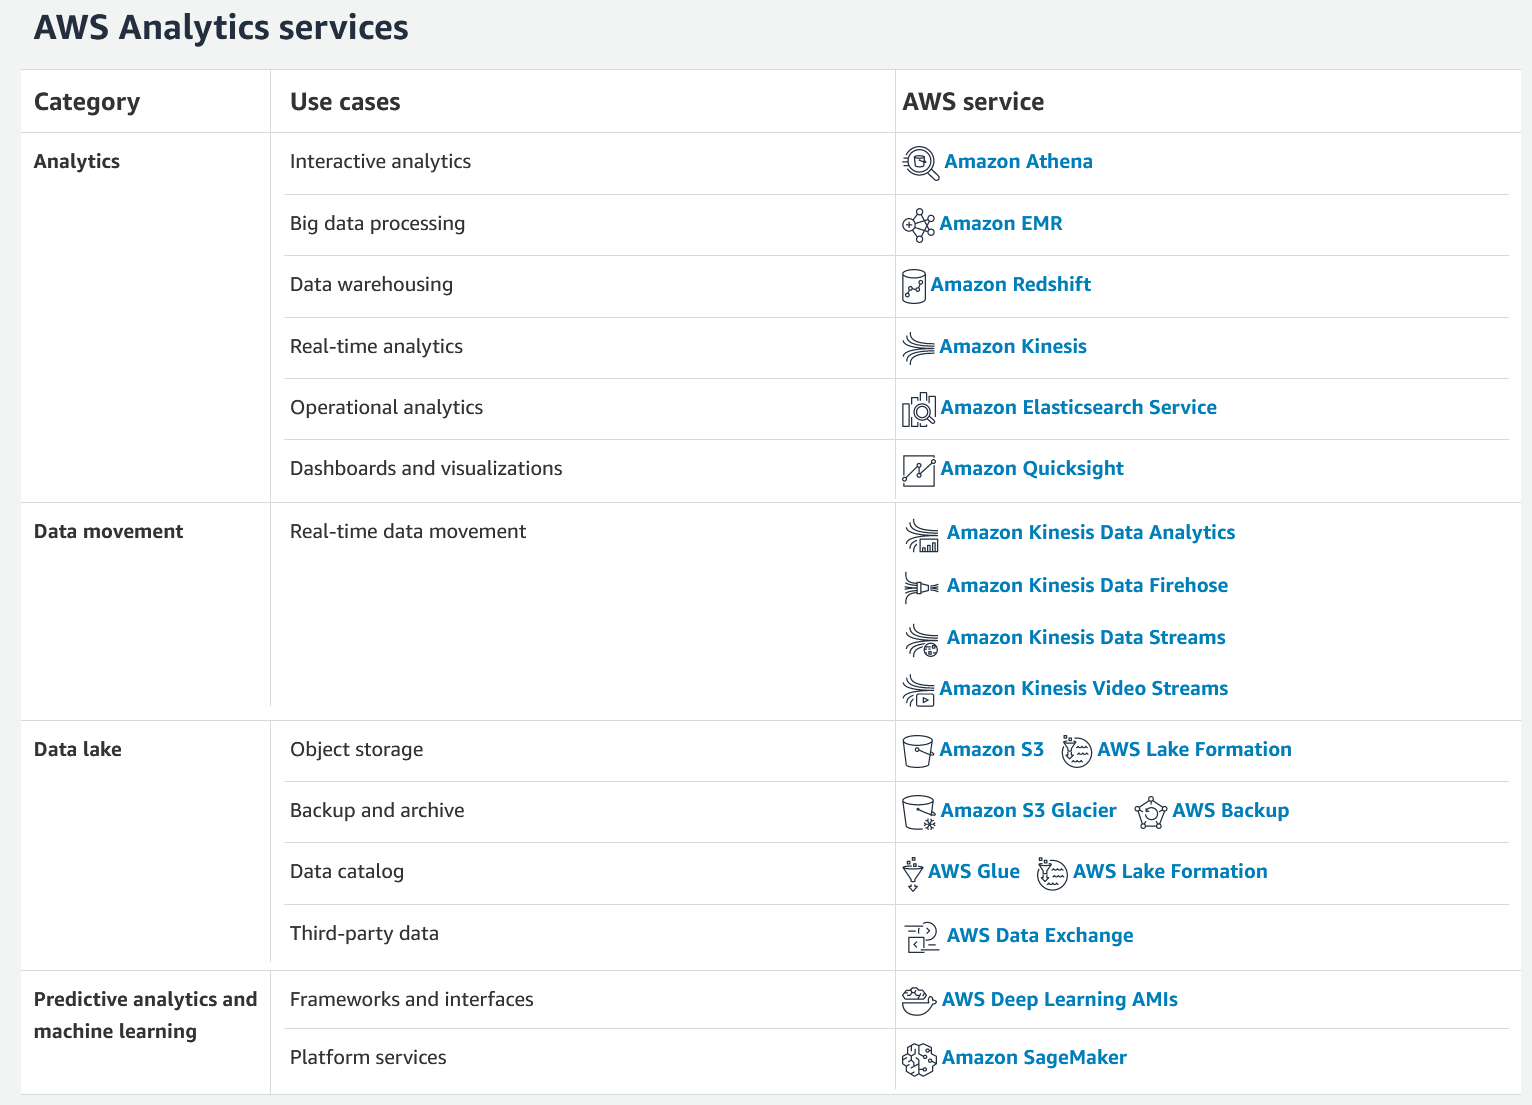 AWS Analytics services
Category Use cases AWS service
Analytics Interactive analytics Amazon Athena
Big data processing Amazon EMR
Data warehousing Amazon Redshift
Real-time analytics Amazon Kinesis
Operational analytics Amazon Elasticsearch Service
Dashboards and visualizations Amazon Quicksight
Data movement Real-time data movement Amazon Kinesis Data Analytics
Amazon Kinesis Data Firehose
Amazon Kinesis Data Streams
Amazon Kinesis Video Streams
Data lake Object storage Amazon S3 AWS Lake Formation
Backup and archive Amazon S3 Glacier AWS Backup
Data catalog AWS Glue AWS Lake Formation
Third-party data AWS Data Exchange
Predictive analytics and Frameworks and interfaces AWS Deep Learning AMIs
machine learning
Platform services Amazon SageMaker